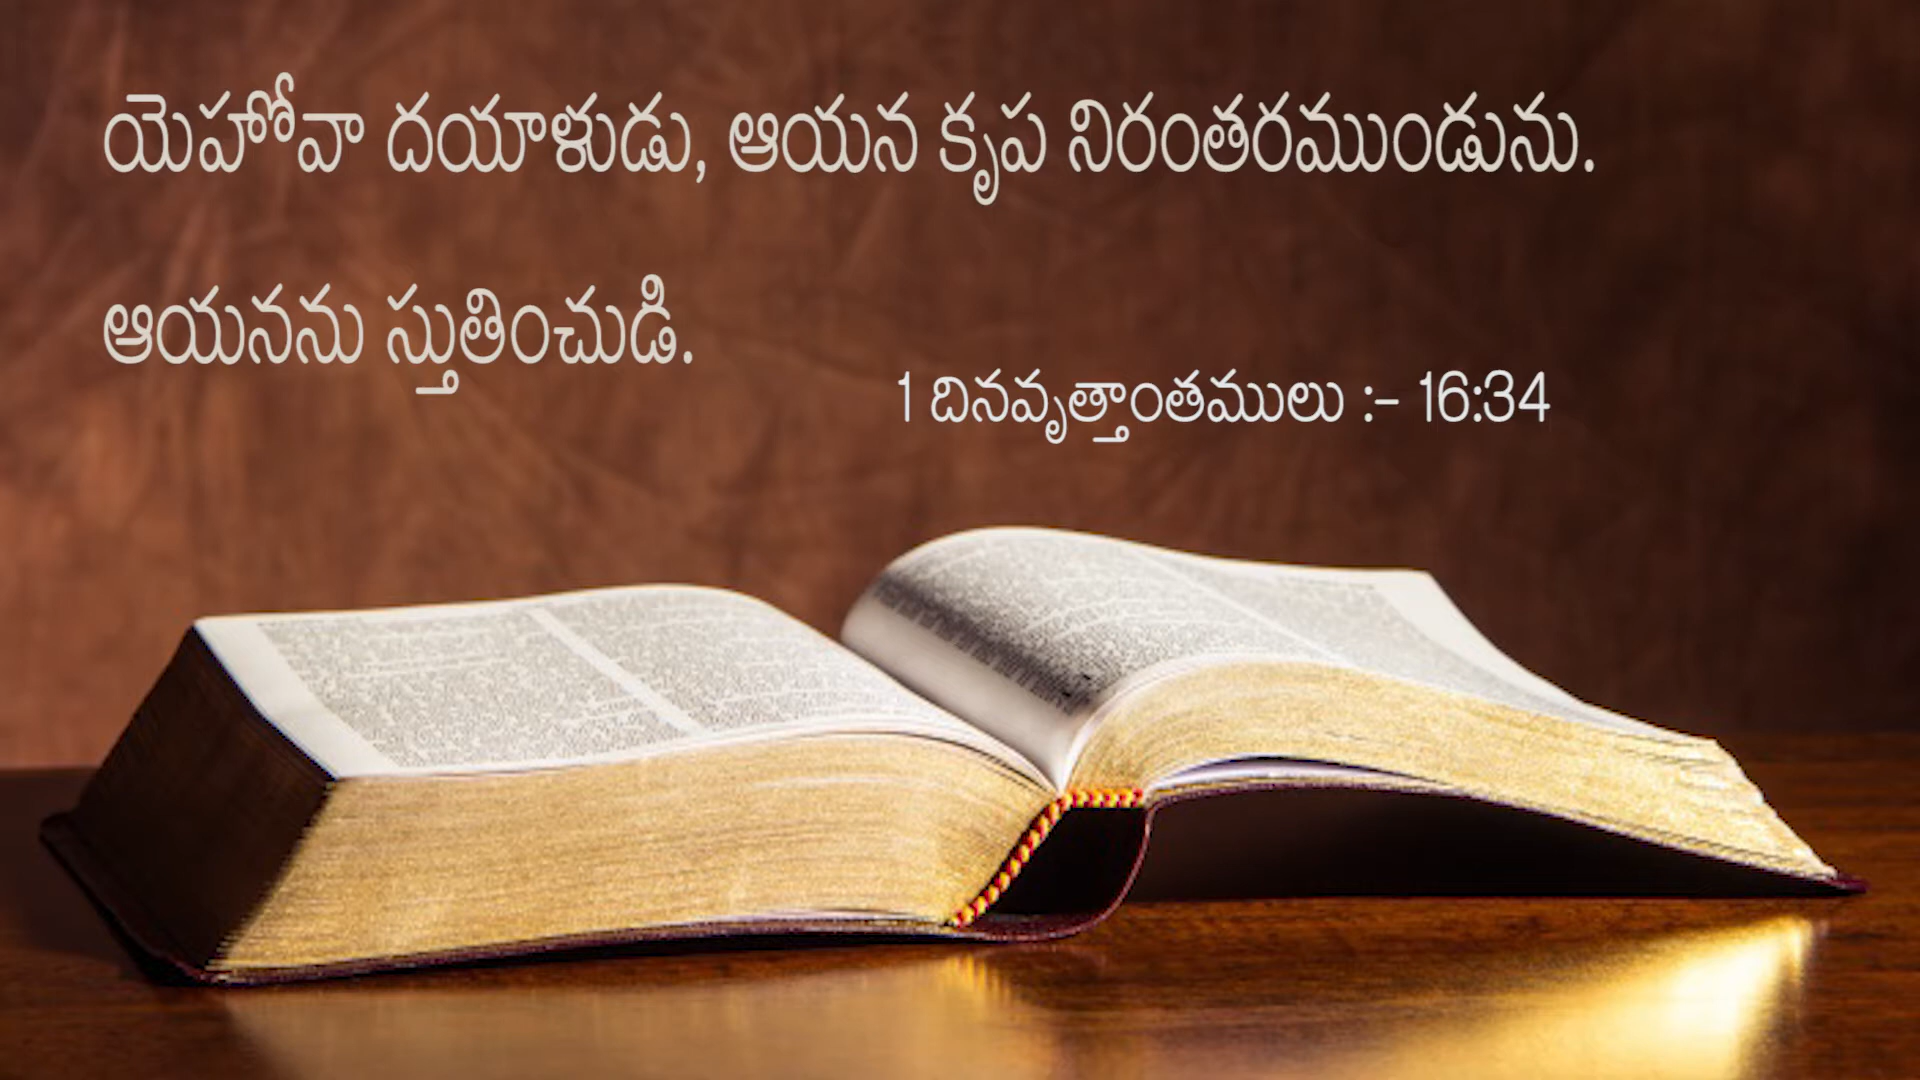 యెహోవా దయాళుడు, ఆయన కృప నిరంతరముండును.
ఆయనను స్తుతించుడి.
1 దినవృత్తాంతములు :- 16:34